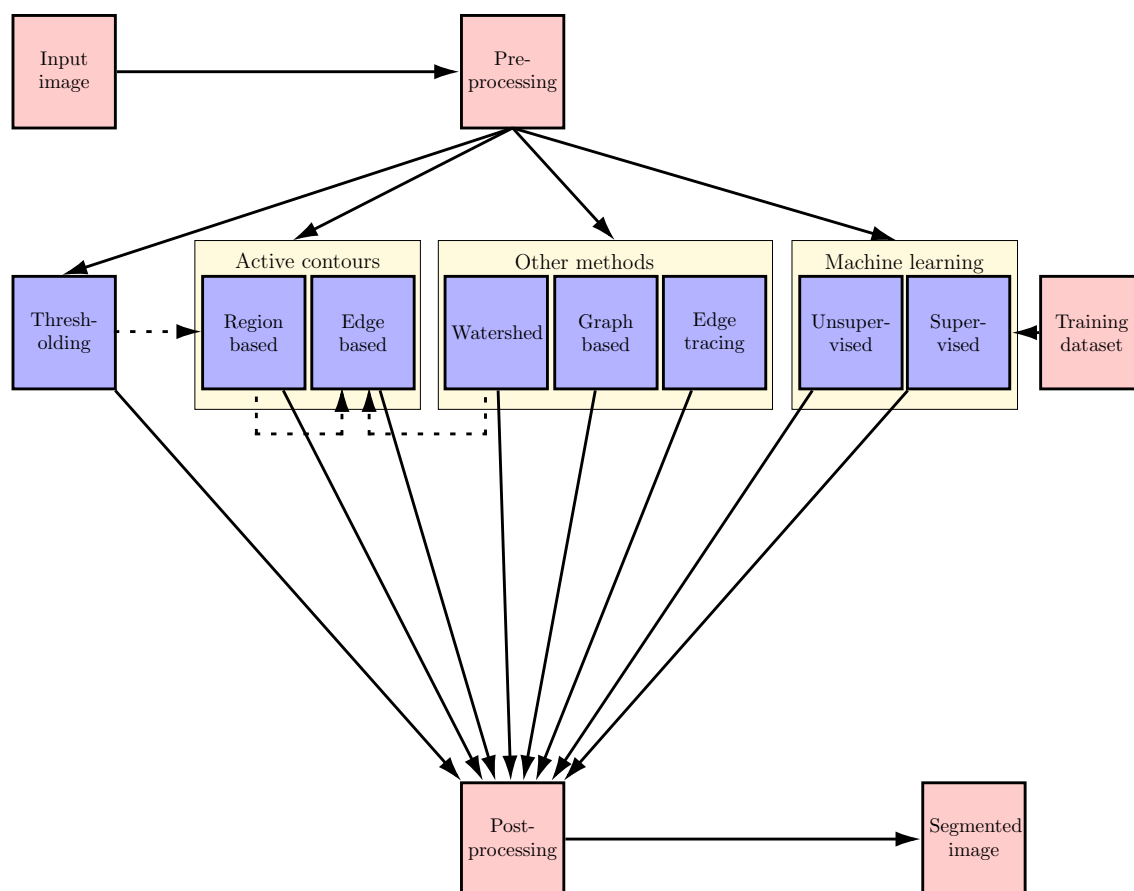 Input
image
Pre-
processing
Active contours
Other methods
Machine learning
Thresh-
olding
Region
based
Edge
based
Watershed
Graph
based
Edge
tracing
Unsuper-
vised
Super-
vised
Training
dataset
Post-
processing
Segmented
image